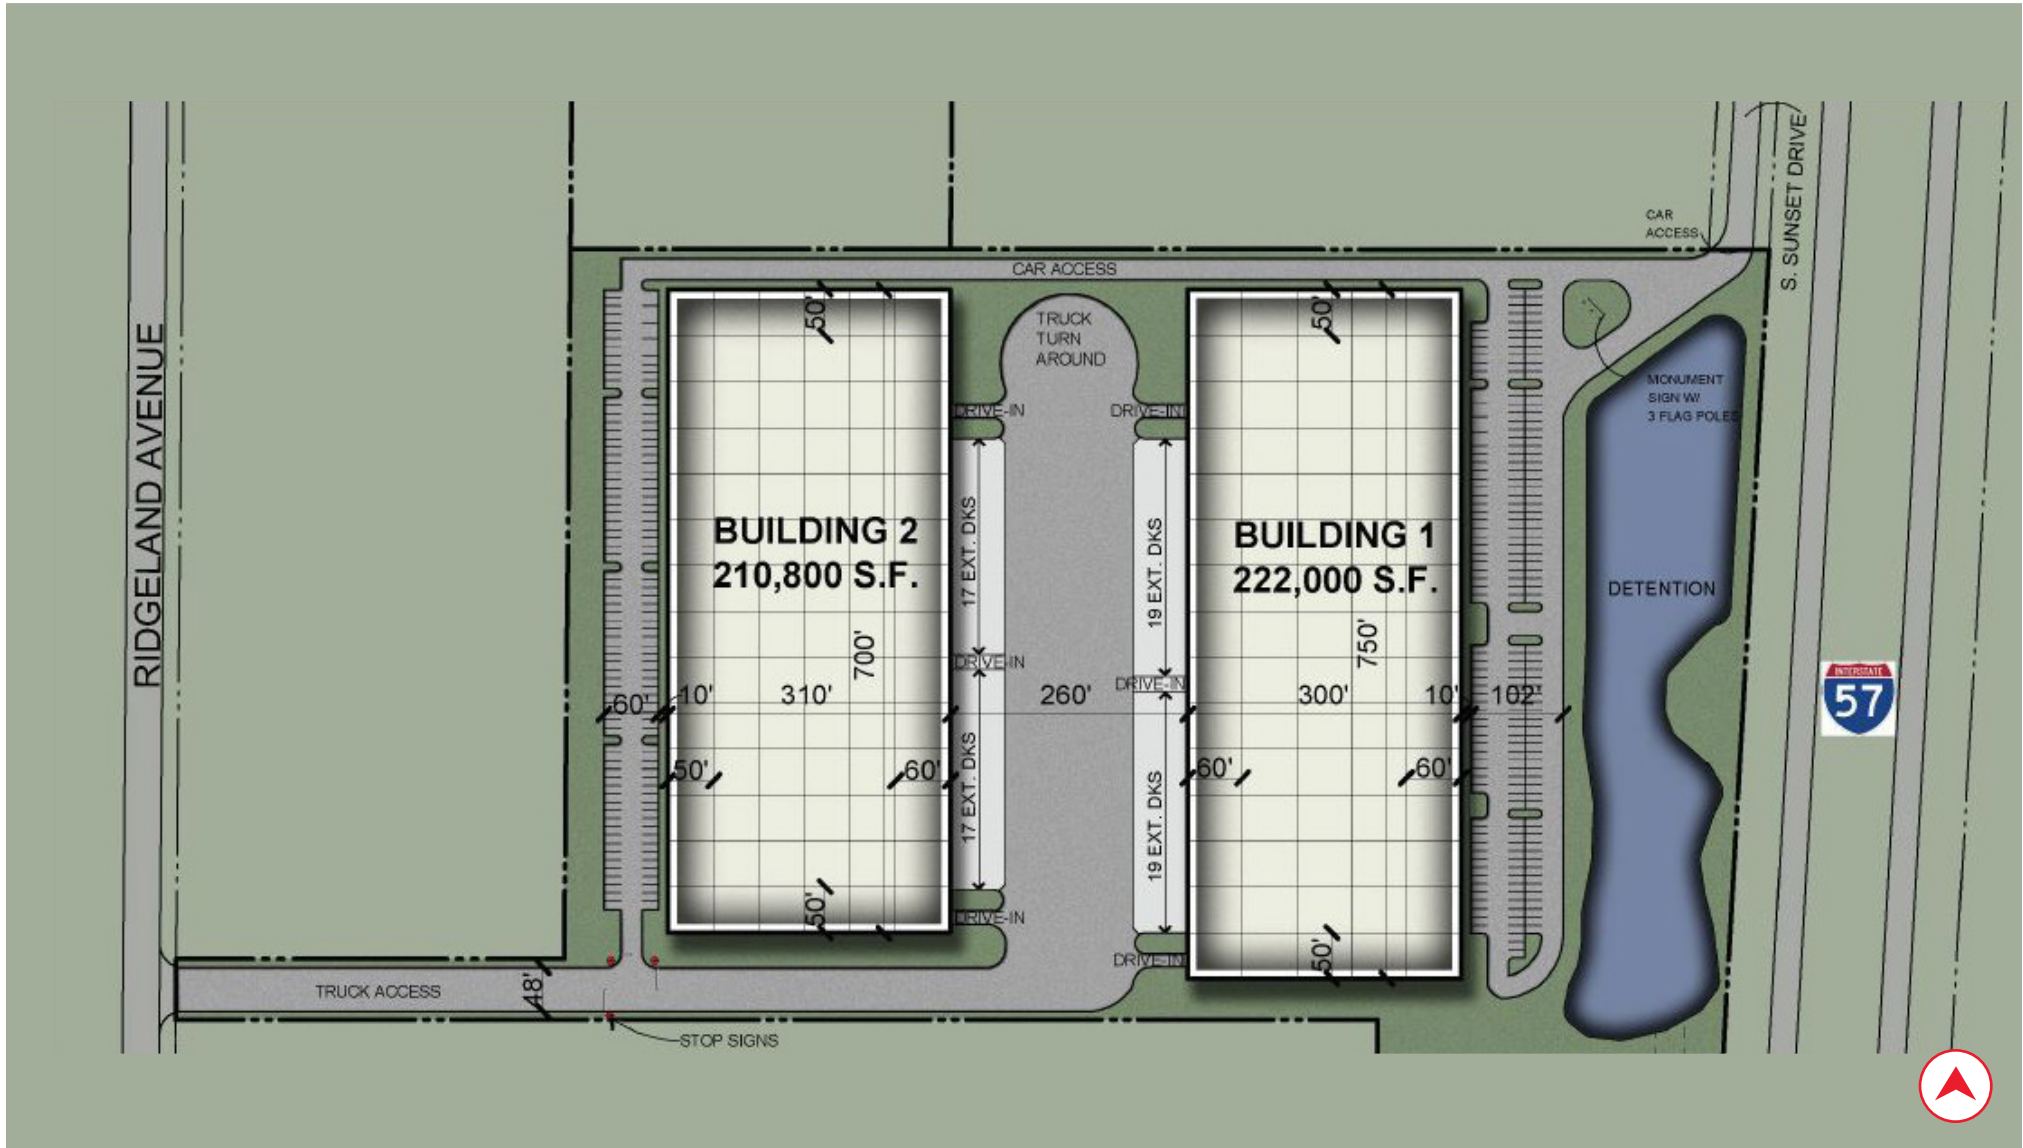 CAR
ACCESS
S. SUNSET DRIVE
CAR ACCESS
50'
50'
TRUCK
TURN
AROUND
MONUMENT
SIGN W/
3 FLAG POLES
DRIVE-IN
DRIVE-IN
RIDGELAND AVENUE
BUILDING 2
210,800 S.F.
17 EXT. DKS
19 EXT. DKS
BUILDING 1
222,000 S.F.
DETENTION
700'
750'
DRIVE-IN
DRIVE-IN
60'
10'
310'
260'
300'
10'
102'
INTERSTATE
57
50'
60'
17 EXT. DKS
19 EXT. DKS
60'
60'
50'
DRIVE-IN
50'
DRIVE-IN
TRUCK ACCESS
48'
STOP SIGNS